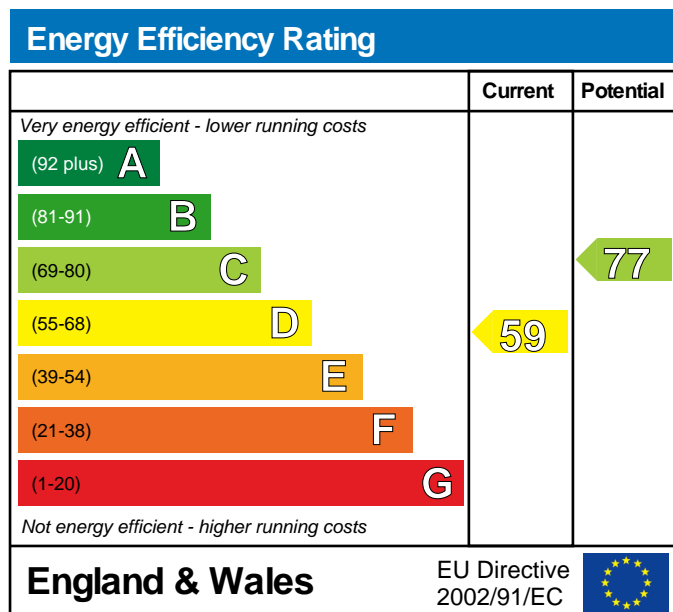 Energy Efficiency Rating
Current Potential
Very energy efficient - lower running costs
(92 plus) A
(81-91) B
(69-80) C
77
(55-68) D
59
(39-54) E
(21-38) F
(1-20) G
Not energy efficient - higher running costs
England & Wales
EU Directive
2002/91/EC